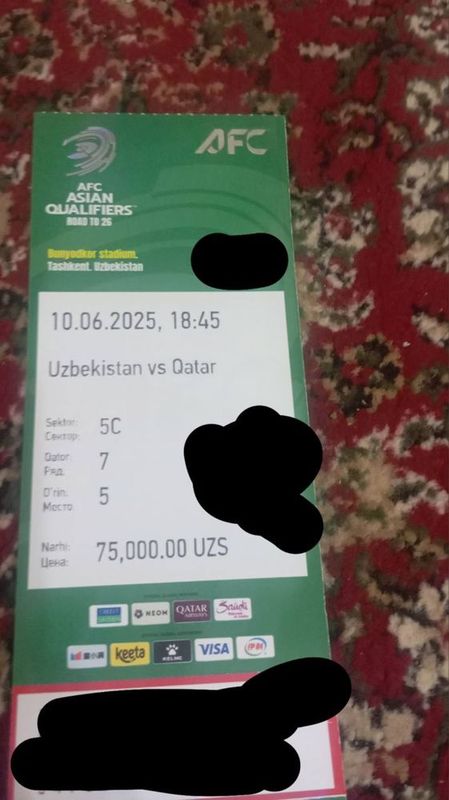 AFC
AFC
ASIAN
QUALIFIERS™
ROAD TO 26
Bunyodkor stadium.
Tashkent. Uzbekistan
10.06.2025, 18:45
Uzbekistan vs Qatar
Sektor: 5C
Сектор:
Qator: 7
Ряд:
O'rin: 5
Место:
Narhi: 75,000.00 UZS
Цена:
NEOM QATAR AIRWAYS Saudi
keeta KELME VISA